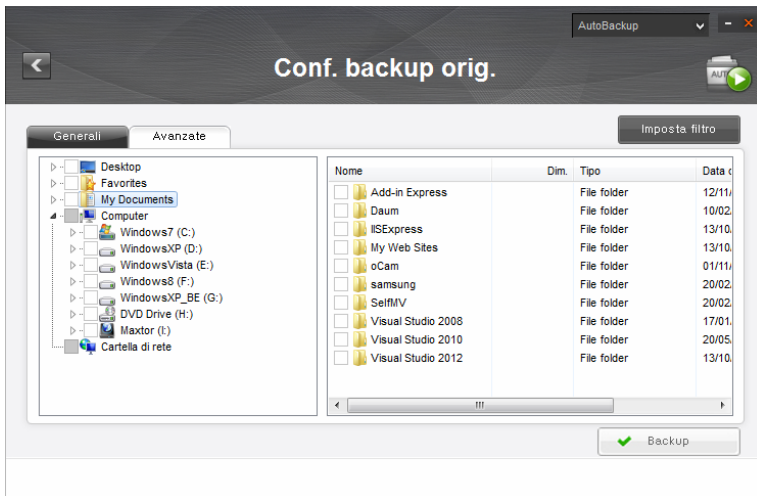 AutoBackup
Conf. backup orig.
AUT
Generali
Avanzate
Imposta filtro
Desktop
Favorites
My Documents
Computer
Windows7 (C:)
WindowsXP (D:)
WindowsVista (E:)
Windows8 (F:)
WindowsXP_BE (G:)
DVD Drive (H:)
Maxtor (I:)
Cartella di rete
Nome Dim. Tipo Data c
Add-in Express File folder 12/11/
Daum File folder 10/02.
IISExpress File folder 13/10.
My Web Sites File folder 13/10.
oCam File folder 01/11/
samsung File folder 20/02.
SelfMV File folder 20/02.
Visual Studio 2008 File folder 17/01.
Visual Studio 2010 File folder 20/05.
Visual Studio 2012 File folder 13/10.
Backup